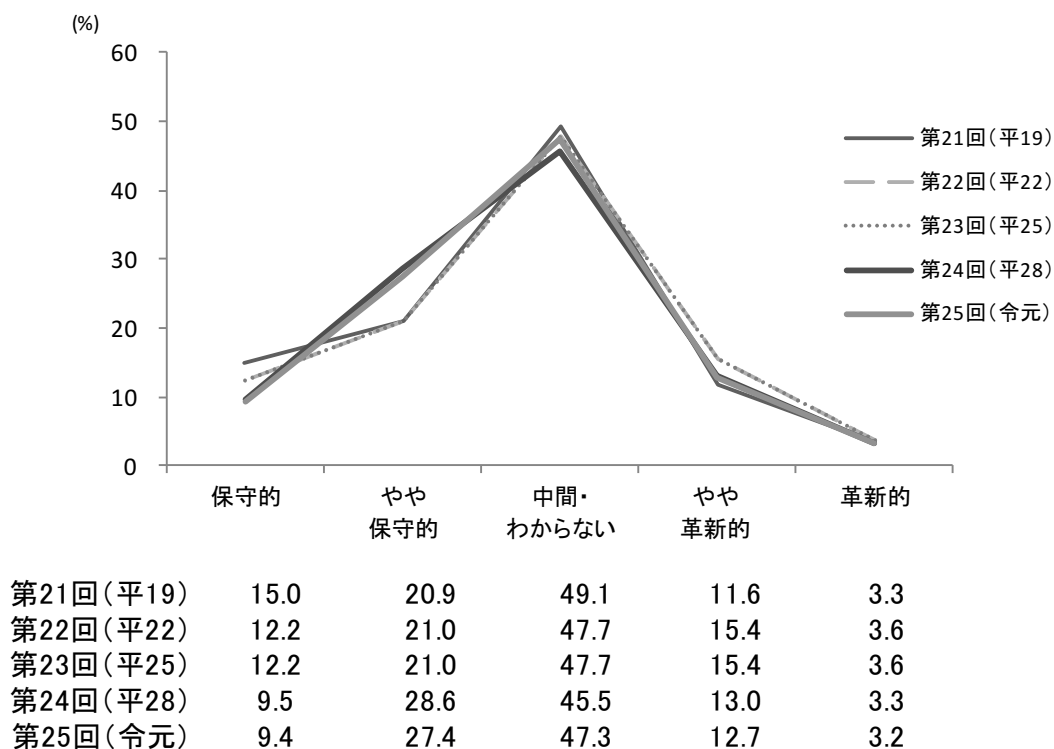 (%)
60
50
40
30
20
10
0
保守的
やや
保守的
中間・
わからない
やや
革新的
革新的
第21回(平19)
第22回(平22)
第23回(平25)
第24回(平28)
第25回(令元)
第21回(平19) 15.0 20.9 49.1 11.6 3.3
第22回(平22) 12.2 21.0 47.7 15.4 3.6
第23回(平25) 12.2 21.0 47.7 15.4 3.6
第24回(平28) 9.5 28.6 45.5 13.0 3.3
第25回(令元) 9.4 27.4 47.3 12.7 3.2